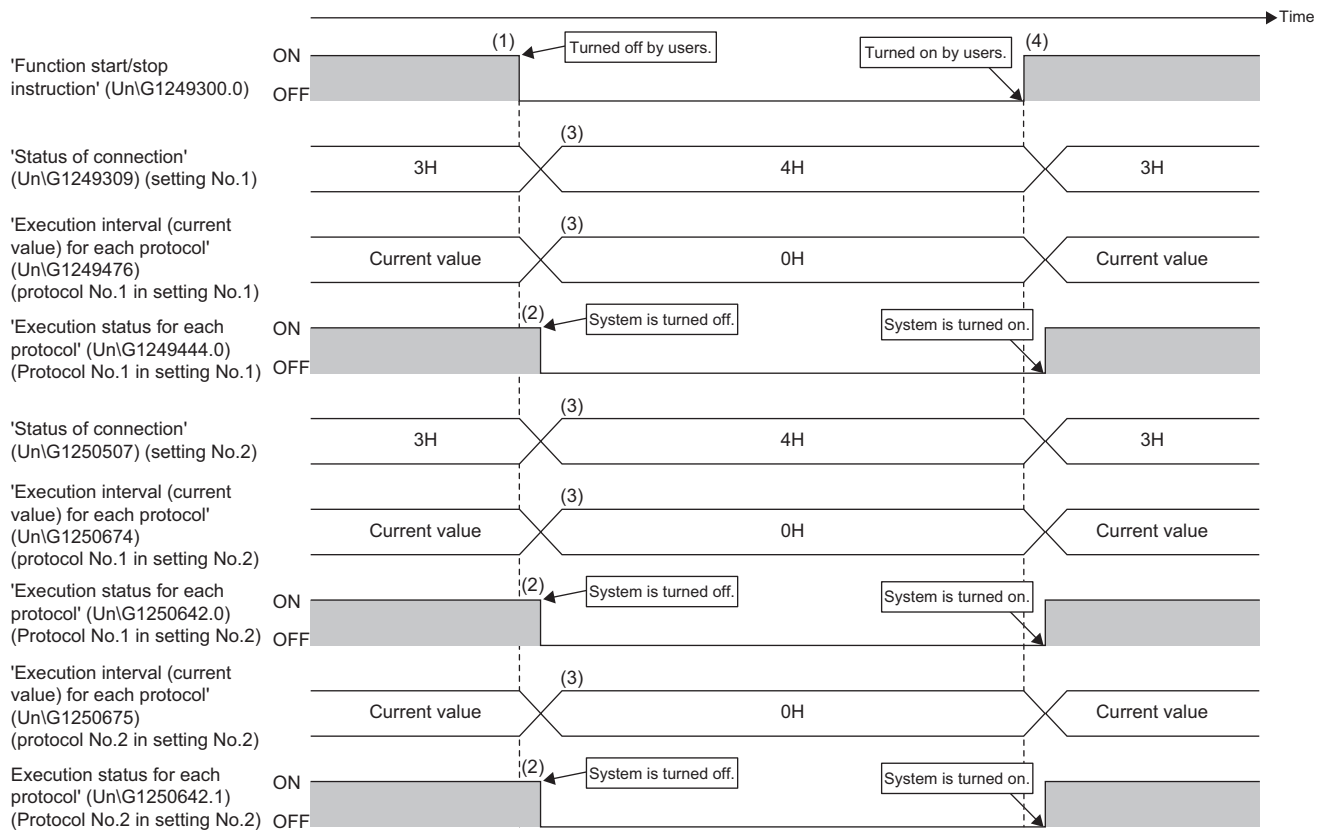 Time
'Function start/stop
instruction' (Un\G1249300.0)
ON
OFF
(1)
Turned off by users.
Turned on by users.
(4)
'Status of connection'
(Un\G1249309) (setting No.1)
3H
(3)
4H
3H
'Execution interval (current
value) for each protocol'
(Un\G1249476)
(protocol No.1 in setting No.1)
Current value
(3)
0H
Current value
'Execution status for each
protocol' (Un\G1249444.0)
(Protocol No.1 in setting No.1)
ON
OFF
(2)
System is turned off.
System is turned on.
'Status of connection'
(Un\G1250507) (setting No.2)
3H
(3)
4H
3H
'Execution interval (current
value) for each protocol'
(Un\G1250674)
(protocol No.1 in setting No.2)
Current value
(3)
0H
Current value
'Execution status for each
protocol' (Un\G1250642.0)
(Protocol No.1 in setting No.2)
ON
OFF
(2)
System is turned off.
System is turned on.
'Execution interval (current
value) for each protocol'
(Un\G1250675)
(protocol No.2 in setting No.2)
Current value
(3)
0H
Current value
Execution status for each
protocol' (Un\G1250642.1)
(Protocol No.2 in setting No.2)
ON
OFF
(2)
System is turned off.
System is turned on.